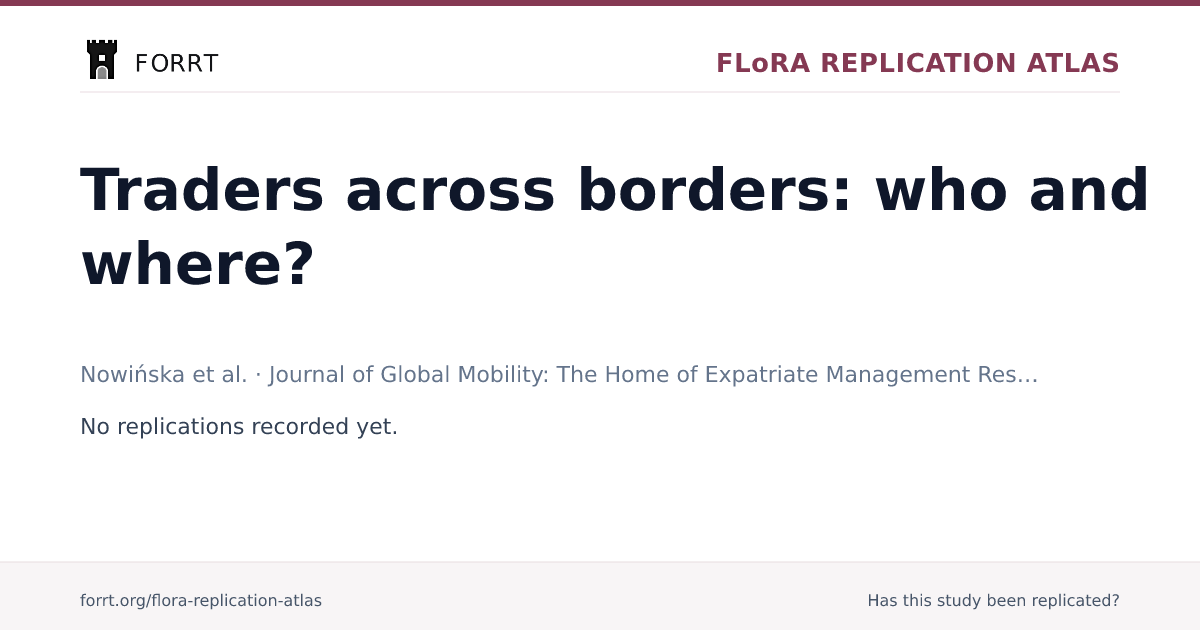 FORRT
FLoRA REPLICATION ATLAS
Traders across borders: who and
where?
Nowińska et al. · Journal of Global Mobility: The Home of Expatriate Management Res…
No replications recorded yet.
forrt.org/flora-replication-atlas
Has this study been replicated?